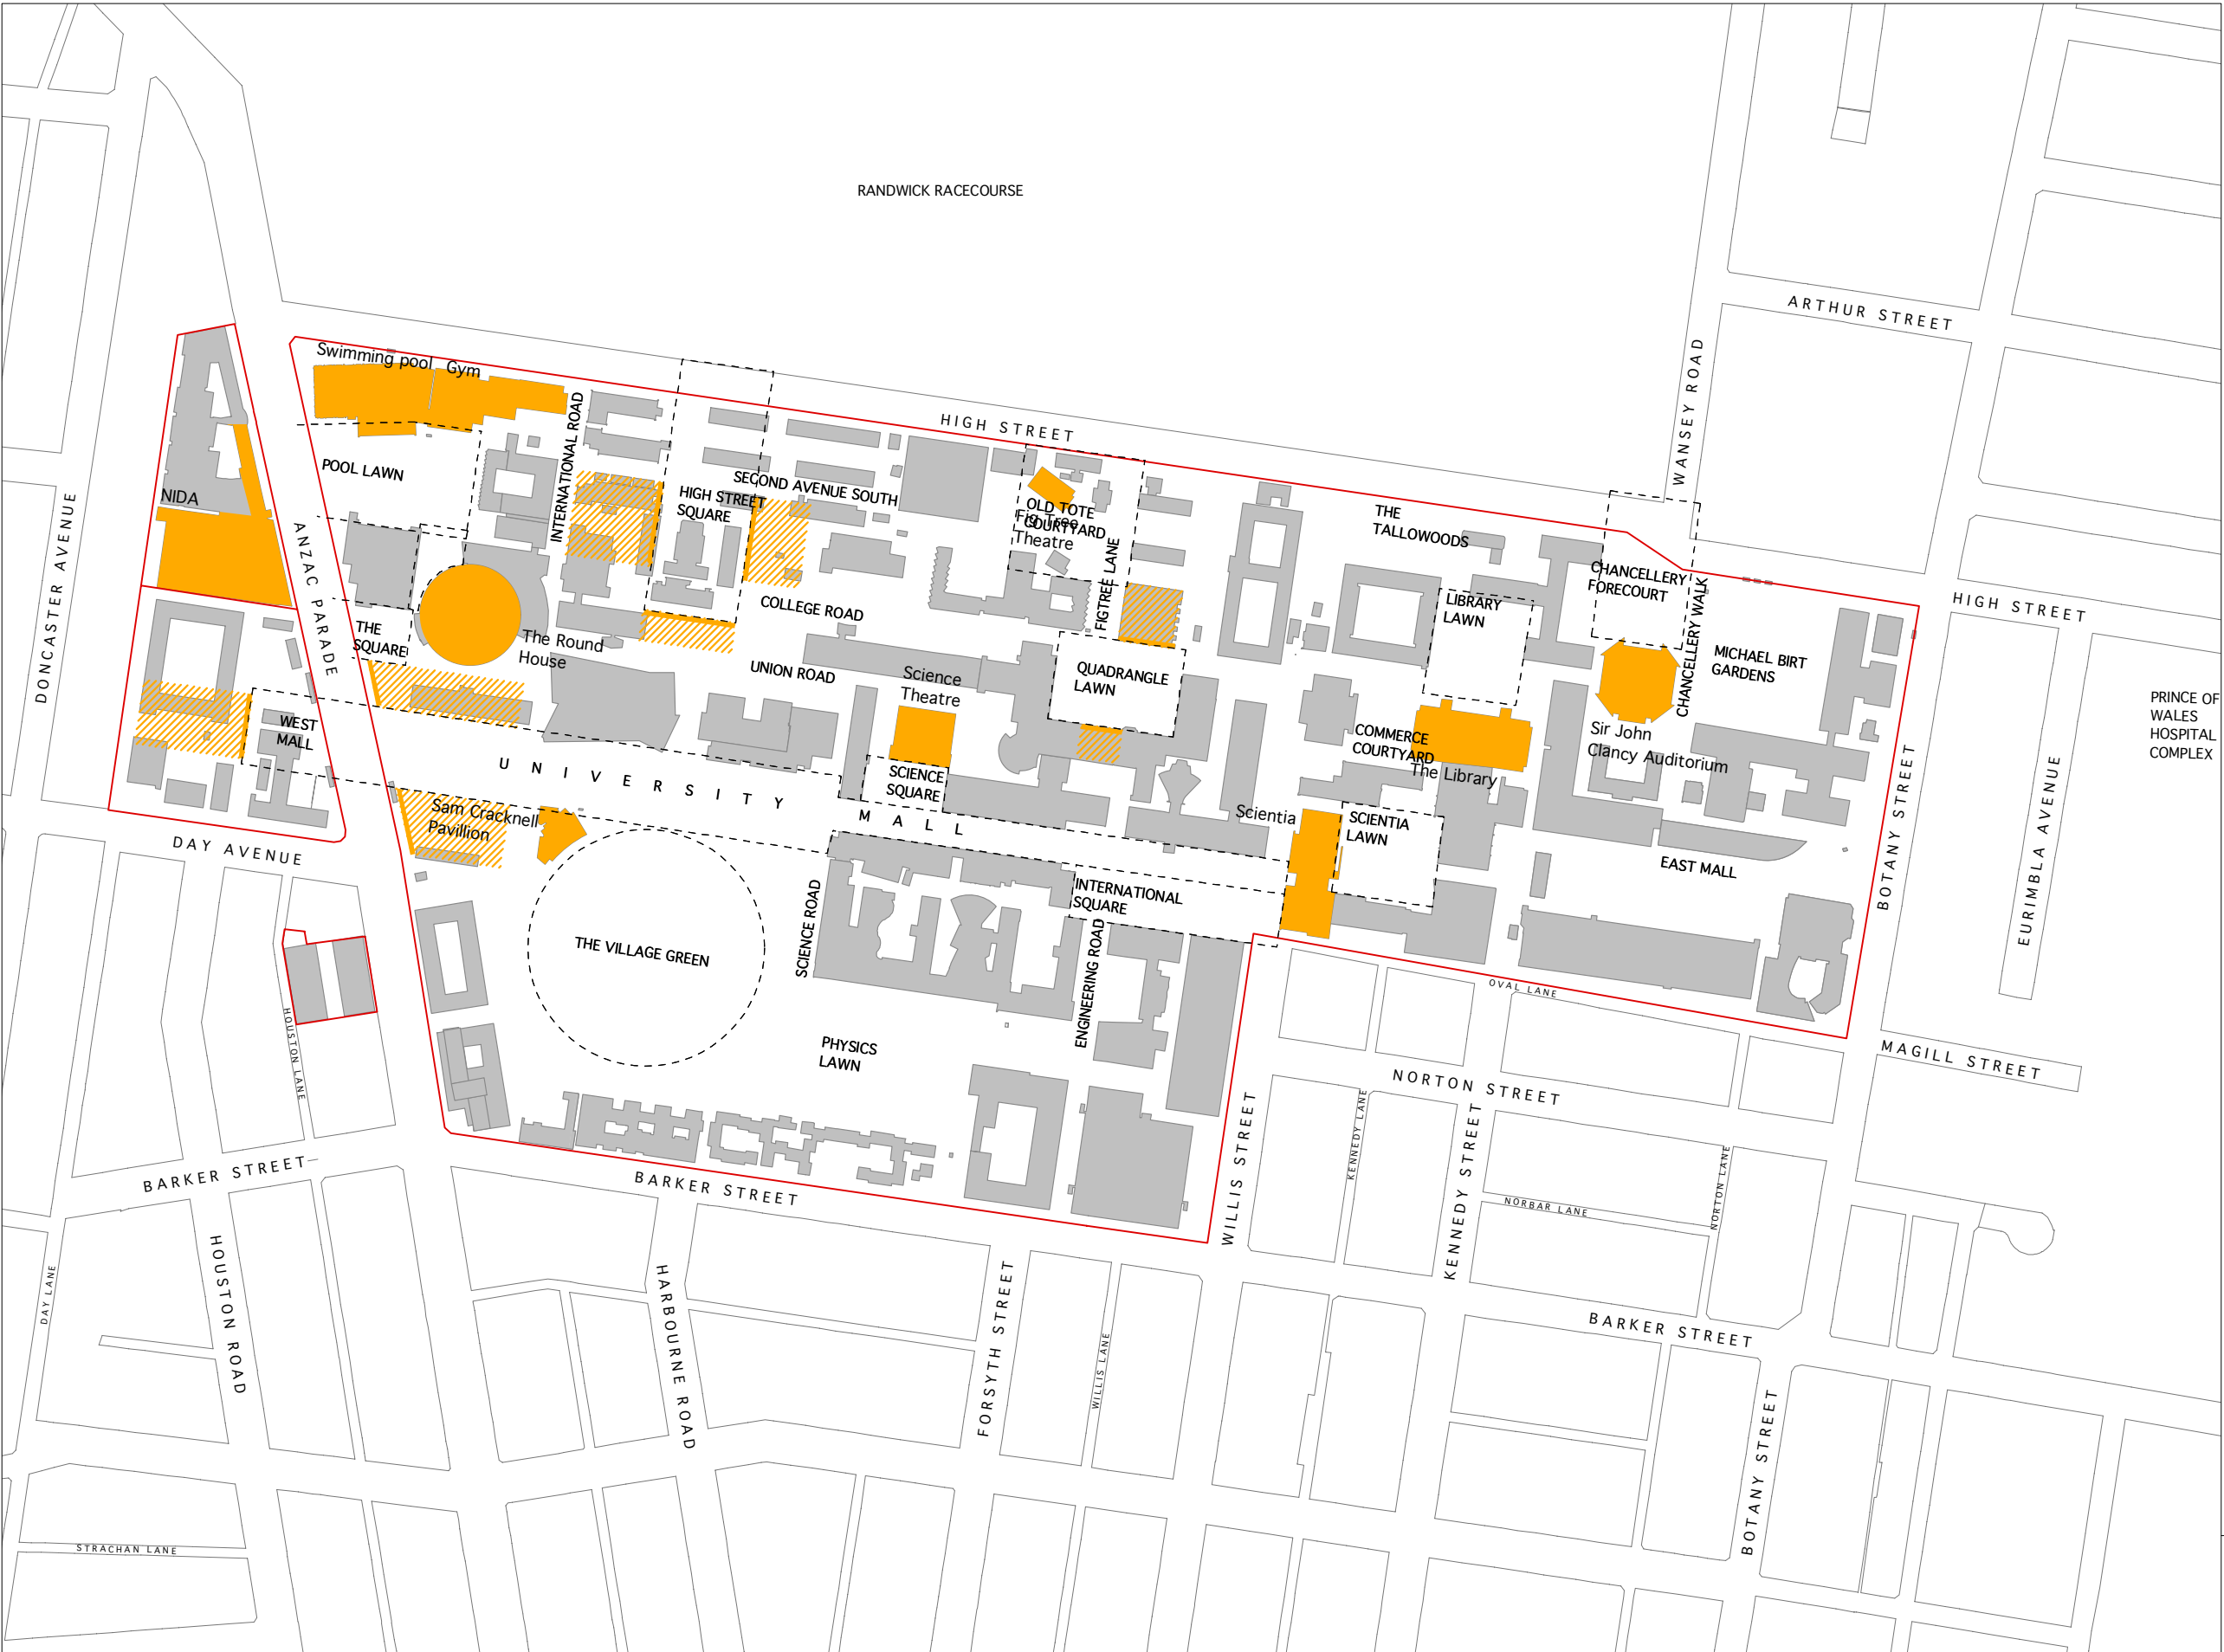 RANDWICK RACECOURSE
ARTHUR STREET
WANSEY ROAD
DONCASTER AVENUE
ANZAC PARADE
Swimming pool
Gym
HIGH STREET
INTERNATIONAL ROAD
POOL LAWN
NIDA
SECOND AVENUE SOUTH
HIGH STREET
SQUARE
OLD TOTE
COURTYARD
Fig Tree
Theatre
FIGTREE LANE
THE
TALLOWOODS
CHANCELLERY
FORECOURT
CHANCELLERY WALK
LIBRARY
LAWN
HIGH STREET
COLLEGE ROAD
THE
SQUARE
The Round
House
UNION ROAD
Science
Theatre
QUADRANGLE
LAWN
MICHAEL BIRT
GARDENS
PRINCE OF
WALES
HOSPITAL
COMPLEX
WEST
MALL
COMMERCE
COURTYARD
The Library
Sir John
Clancy Auditorium
UNIVERSITY
MALL
SCIENCE
SQUARE
Sam Cracknell
Pavillion
Scientia
SCIENTIA
LAWN
EAST MALL
BOTANY STREET
EURIMBLA AVENUE
DAY AVENUE
INTERNATIONAL
SQUARE
SCIENCE ROAD
ENGINEERING ROAD
THE VILLAGE GREEN
OVAL LANE
HOUSTON LANE
PHYSICS
LAWN
MAGILL STREET
NORTON STREET
KENNEDY LANE
KENNEDY STREET
WILLIS STREET
NORTON LANE
NORBAR LANE
BARKER STREET
BARKER STREET
HOUSTON ROAD
DAY LANE
HARBOURNE ROAD
FORSYTH STREET
WILLIS LANE
BARKER STREET
BOTANY STREET
STRACHAN LANE